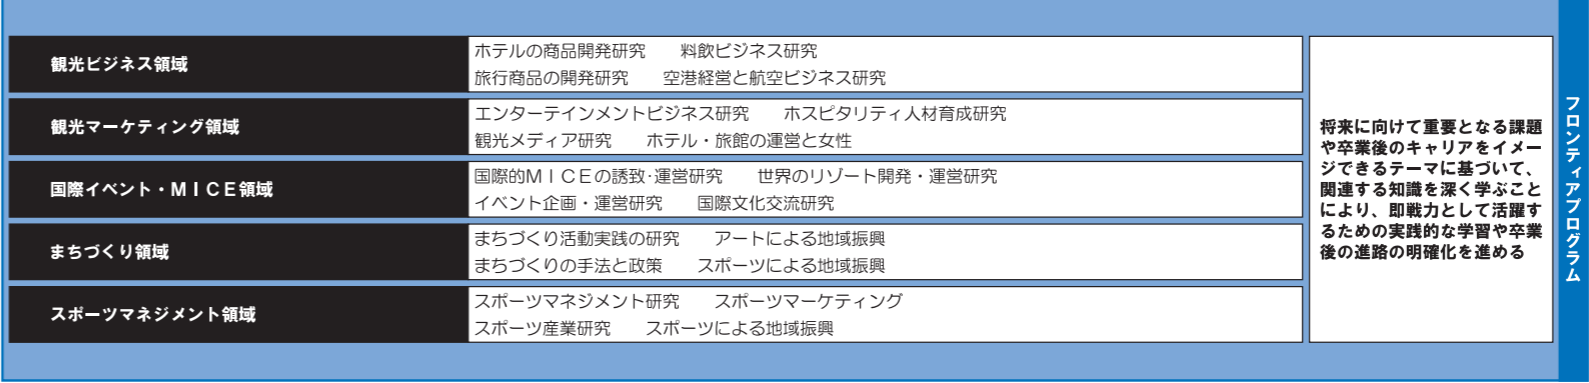 観光ビジネス領域
ホテルの商品開発研究　　料飲ビジネス研究
旅行商品の開発研究　　空港経営と航空ビジネス研究
観光マーケティング領域
エンターテインメントビジネス研究　　ホスピタリティ人材育成研究
観光メディア研究　　ホテル・旅館の運営と女性
国際イベント・ＭＩＣＥ領域
国際的ＭＩＣＥの誘致･運営研究　　世界のリゾート開発・運営研究
イベント企画・運営研究　　国際文化交流研究
まちづくり領域
まちづくり活動実践の研究　　アートによる地域振興
まちづくりの手法と政策　　スポーツによる地域振興
スポーツマネジメント領域
スポーツマネジメント研究　　スポーツマーケティング
スポーツ産業研究　　スポーツによる地域振興
将来に向けて重要となる課題
や卒業後のキャリアをイメー
ジできるテーマに基づいて、
関連する知識を深く学ぶこと
により、即戦力として活躍す
るための実践的な学習や卒業
後の進路の明確化を進める
フロンティアプログラム